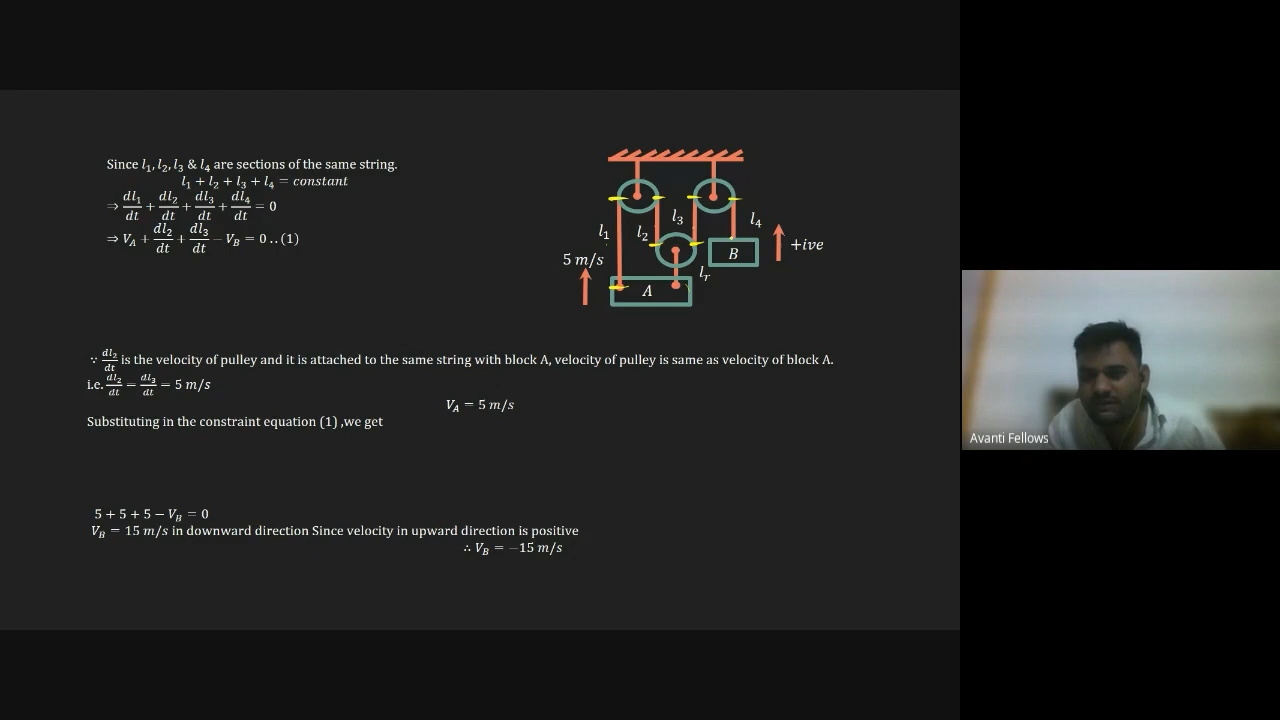 Since l₁, l₂, l₃ & l₄ are sections of the same string.
l₁ + l₂ + l₃ + l₄ = constant
⇒ dl₁/dt + dl₂/dt + dl₃/dt + dl₄/dt = 0
⇒ V_A + dl₂/dt + dl₃/dt − V_B = 0 . . (1)
l₁
l₂
l₃
l₄
5 m/s
A
l_r
B
+ive
∵ dl₂/dt is the velocity of pulley and it is attached to the same string with block A, velocity of pulley is same as velocity of block A.
i.e. dl₂/dt = dl₃/dt = 5 m/s
V_A = 5 m/s
Substituting in the constraint equation (1) ,we get
5 + 5 + 5 − V_B = 0
V_B = 15 m/s in downward direction Since velocity in upward direction is positive
∴ V_B = −15 m/s
Avanti Fellows